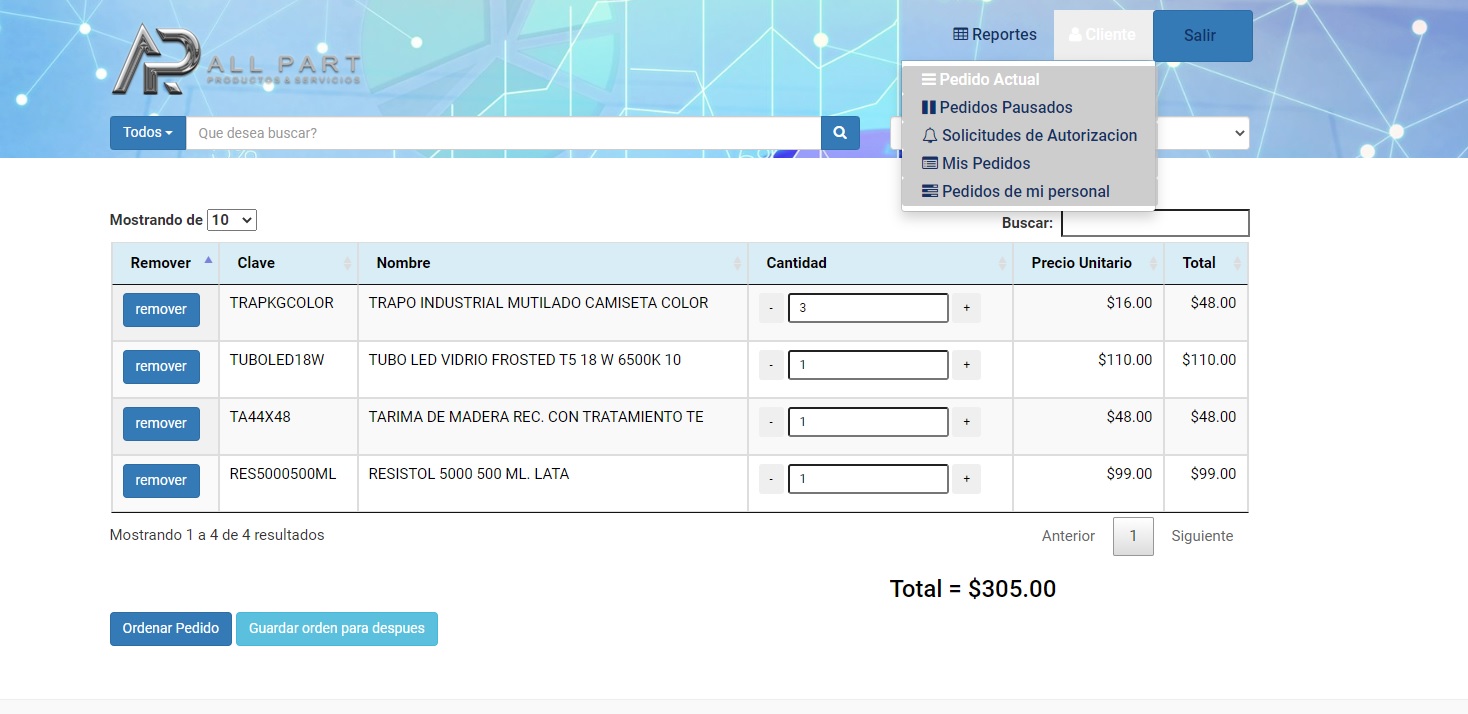 AP ALL PART
PRODUCTOS & SERVICIOS
Reportes
Cliente
Salir
Pedido Actual
Pedidos Pausados
Solicitudes de Autorizacion
Mis Pedidos
Pedidos de mi personal
Todos
Que desea buscar?
Mostrando de 10
Buscar:
Remover Clave Nombre Cantidad Precio Unitario Total
remover TRAPKGCOLOR TRAPO INDUSTRIAL MUTILADO CAMISETA COLOR - 3 + $16.00 $48.00
remover TUBOLED18W TUBO LED VIDRIO FROSTED T5 18 W 6500K 10 - 1 + $110.00 $110.00
remover TA44X48 TARIMA DE MADERA REC. CON TRATAMIENTO TE - 1 + $48.00 $48.00
remover RES5000500ML RESISTOL 5000 500 ML. LATA - 1 + $99.00 $99.00
Mostrando 1 a 4 de 4 resultados
Anterior 1 Siguiente
Total = $305.00
Ordenar Pedido
Guardar orden para despues